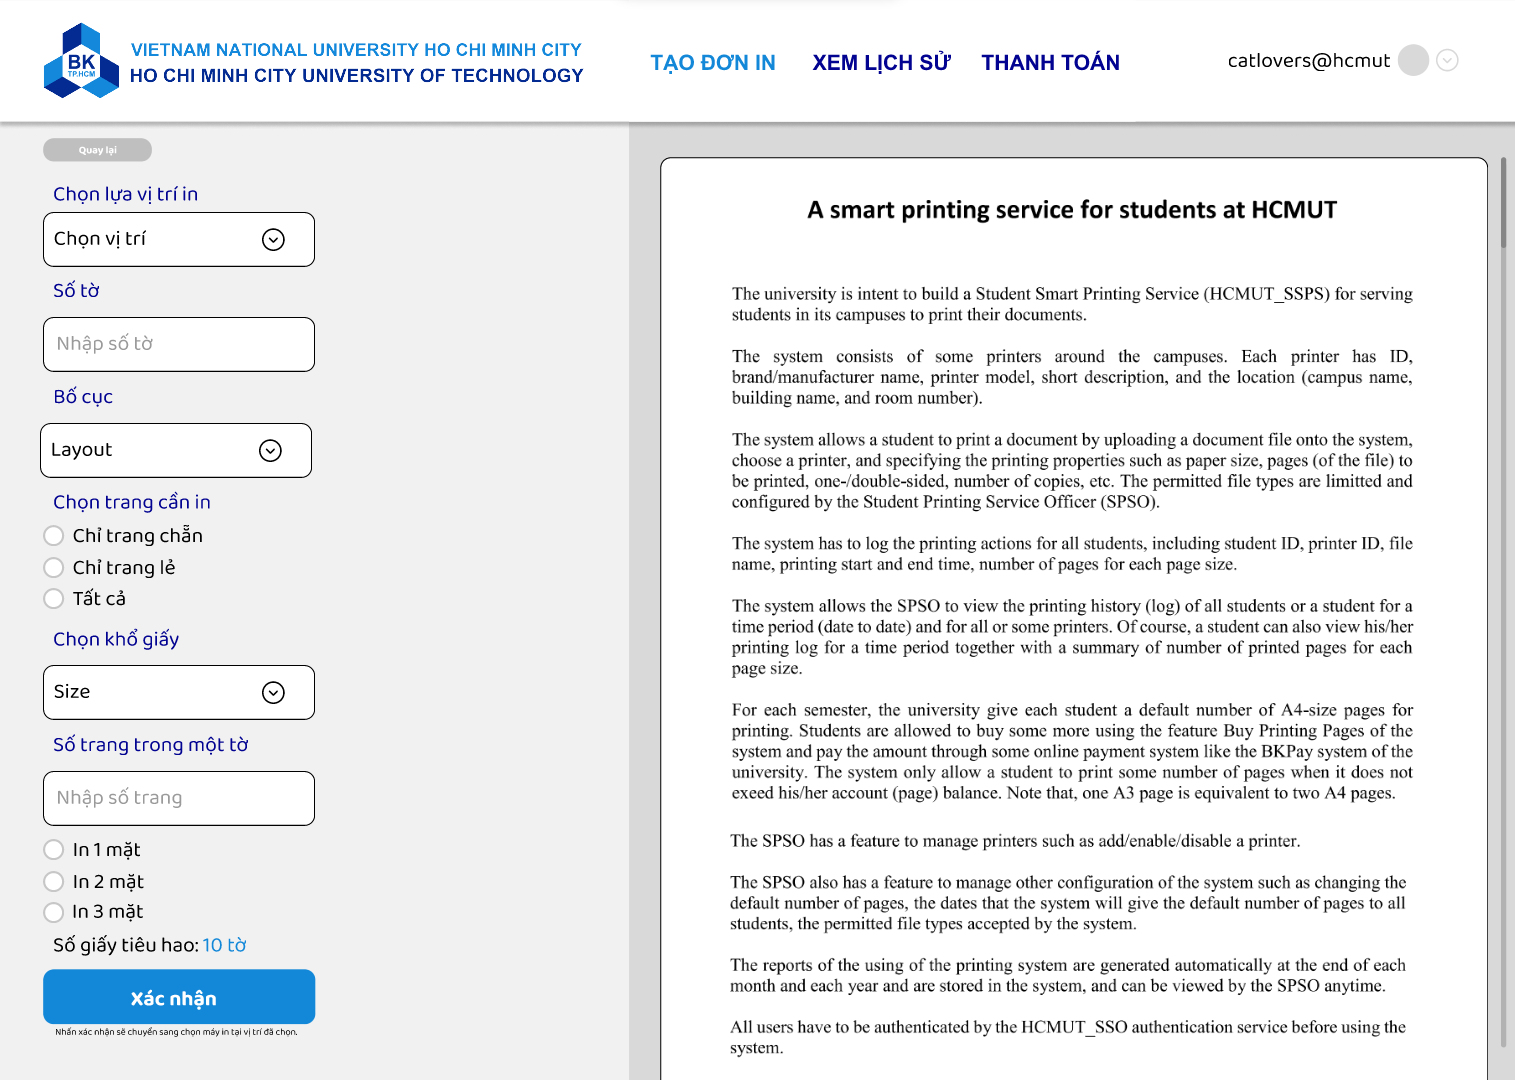 BK
TP.HCM
VIETNAM NATIONAL UNIVERSITY HO CHI MINH CITY
HO CHI MINH CITY UNIVERSITY OF TECHNOLOGY
TẠO ĐƠN IN
XEM LỊCH SỬ
THANH TOÁN
catlovers@hcmut
Quay lại
Chọn lựa vị trí in
Chọn vị trí
Số tờ
Nhập số tờ
Bố cục
Layout
Chọn trang cần in
Chỉ trang chẵn
Chỉ trang lẻ
Tất cả
Chọn khổ giấy
Size
Số trang trong một tờ
Nhập số trang
In 1 mặt
In 2 mặt
In 3 mặt
Số giấy tiêu hao: 10 tờ
Xác nhận
Nhấn xác nhận sẽ chuyển sang chọn máy in tại vị trí đã chọn.
A smart printing service for students at HCMUT
The university is intent to build a Student Smart Printing Service (HCMUT_SSPS) for serving
students in its campuses to print their documents.
The system consists of some printers around the campuses. Each printer has ID,
brand/manufacturer name, printer model, short description, and the location (campus name,
building name, and room number).
The system allows a student to print a document by uploading a document file onto the system,
choose a printer, and specifying the printing properties such as paper size, pages (of the file) to
be printed, one-/double-sided, number of copies, etc. The permitted file types are limitted and
configured by the Student Printing Service Officer (SPSO).
The system has to log the printing actions for all students, including student ID, printer ID, file
name, printing start and end time, number of pages for each page size.
The system allows the SPSO to view the printing history (log) of all students or a student for a
time period (date to date) and for all or some printers. Of course, a student can also view his/her
printing log for a time period together with a summary of number of printed pages for each
page size.
For each semester, the university give each student a default number of A4-size pages for
printing. Students are allowed to buy some more using the feature Buy Printing Pages of the
system and pay the amount through some online payment system like the BKPay system of the
university. The system only allow a student to print some number of pages when it does not
exeed his/her account (page) balance. Note that, one A3 page is equivalent to two A4 pages.
The SPSO has a feature to manage printers such as add/enable/disable a printer.
The SPSO also has a feature to manage other configuration of the system such as changing the
default number of pages, the dates that the system will give the default number of pages to all
students, the permitted file types accepted by the system.
The reports of the using of the printing system are generated automatically at the end of each
month and each year and are stored in the system, and can be viewed by the SPSO anytime.
All users have to be authenticated by the HCMUT_SSO authentication service before using the
system.